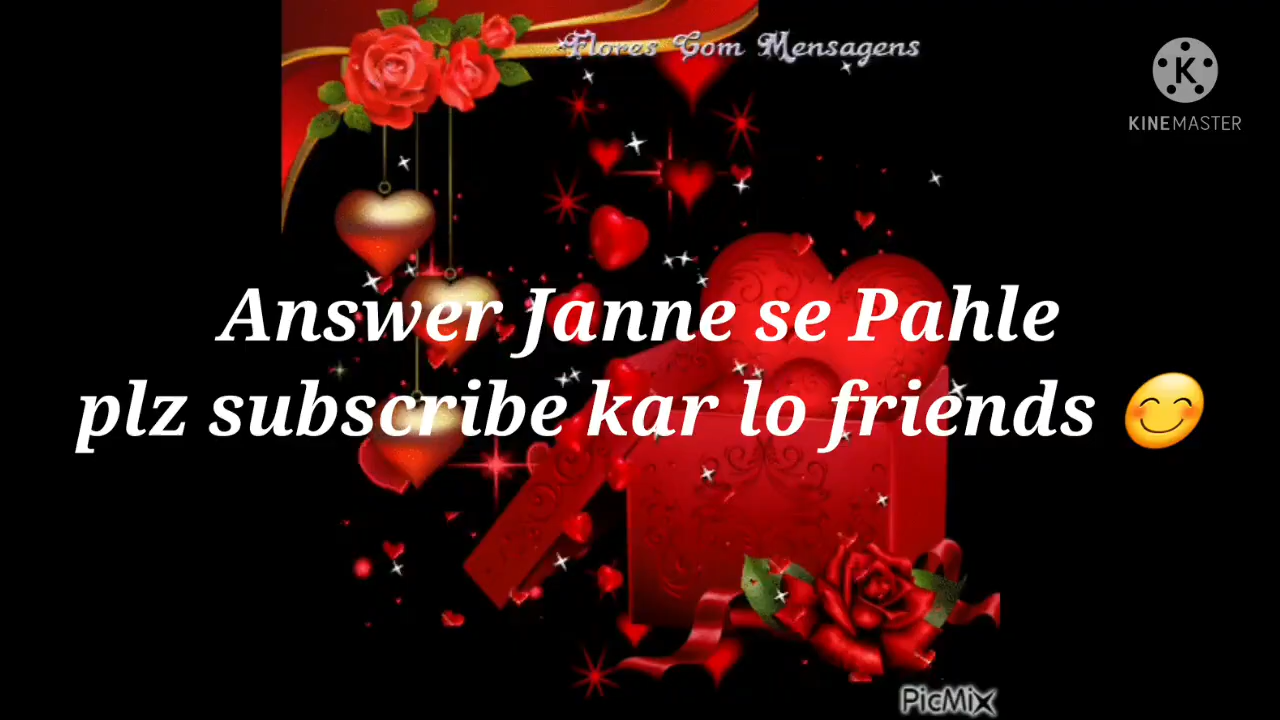 Flores Com Mensagens
K
KINEMASTER
Answer Janne se Pahle
plz subscribe kar lo friends 😊
PicMix